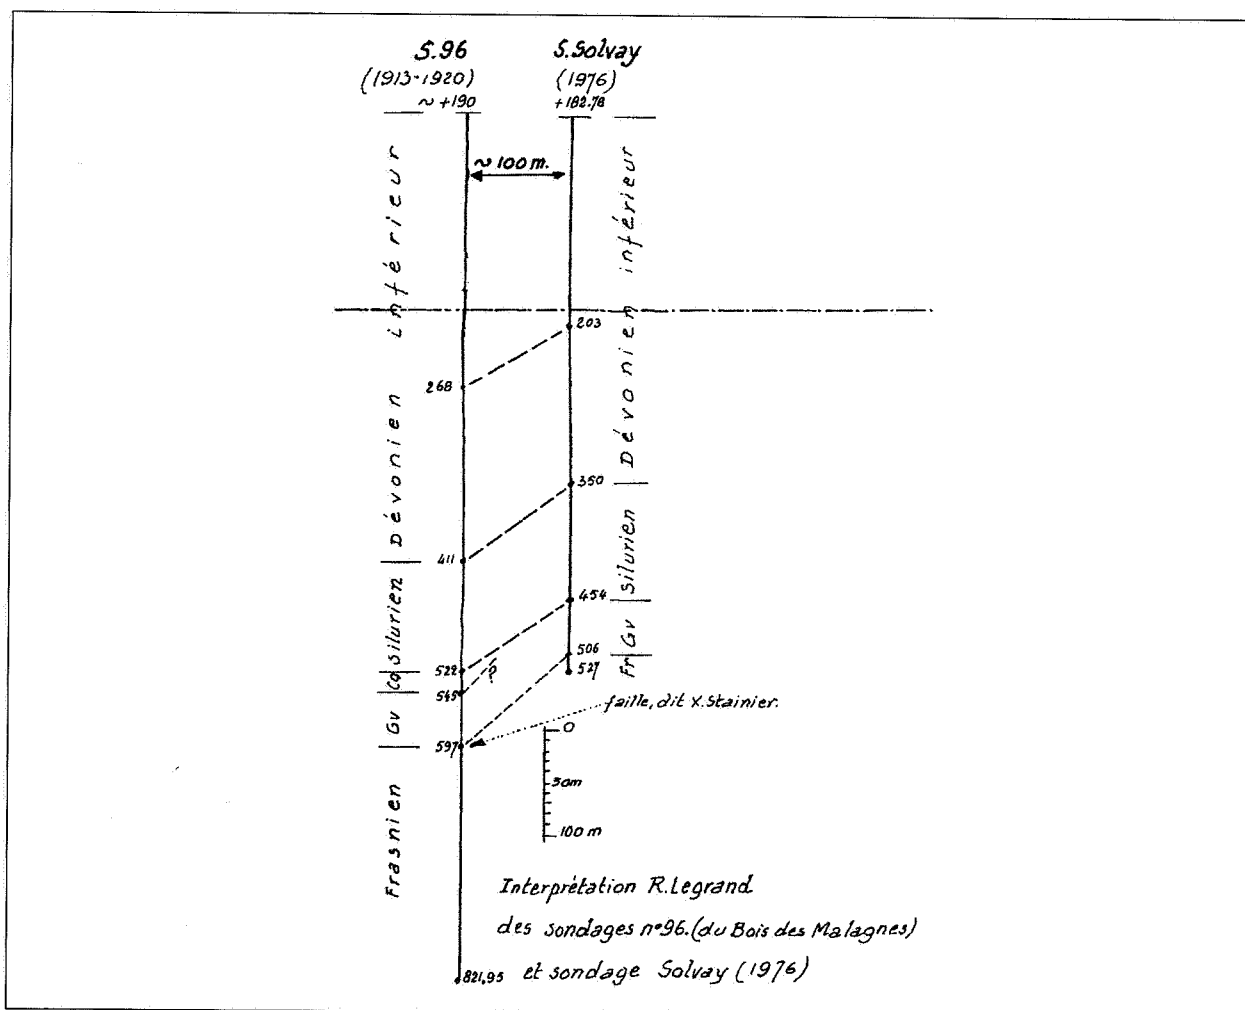 S.96
(1913-1920)
~ +190
S.Solvay
(1976)
+182.78
~ 100 m.
Dévonien inférieur
Dévonien inférieur
203
268
350
411
Silurien
silurien
454
522
Co
?
545
Gv
Gv
506
527
Fr
597
faille, dit X.Stainier.
0
50m
100 m
Frasnien
821,95
Interprétation R.Legrand
des sondages n°96.(du Bois des Malagnes)
et sondage Solvay (1976)